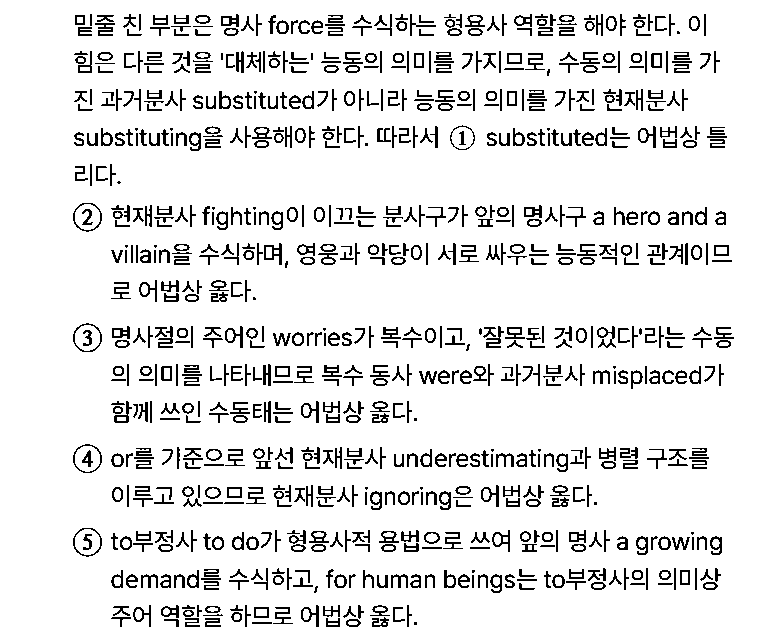 밑줄 친 부분은 명사 force를 수식하는 형용사 역할을 해야 한다. 이
힘은 다른 것을 '대체하는' 능동의 의미를 가지므로, 수동의 의미를 가
진 과거분사 substituted가 아니라 능동의 의미를 가진 현재분사
substituting을 사용해야 한다. 따라서 ① substituted는 어법상 틀
리다.
② 현재분사 fighting이 이끄는 분사구가 앞의 명사구 a hero and a
villain을 수식하며, 영웅과 악당이 서로 싸우는 능동적인 관계이므
로 어법상 옳다.
③ 명사절의 주어인 worries가 복수이고, '잘못된 것이었다'라는 수동
의 의미를 나타내므로 복수 동사 were와 과거분사 misplaced가
함께 쓰인 수동태는 어법상 옳다.
④ or를 기준으로 앞선 현재분사 underestimating과 병렬 구조를
이루고 있으므로 현재분사 ignoring은 어법상 옳다.
⑤ to부정사 to do가 형용사적 용법으로 쓰여 앞의 명사 a growing
demand를 수식하고, for human beings는 to부정사의 의미상
주어 역할을 하므로 어법상 옳다.